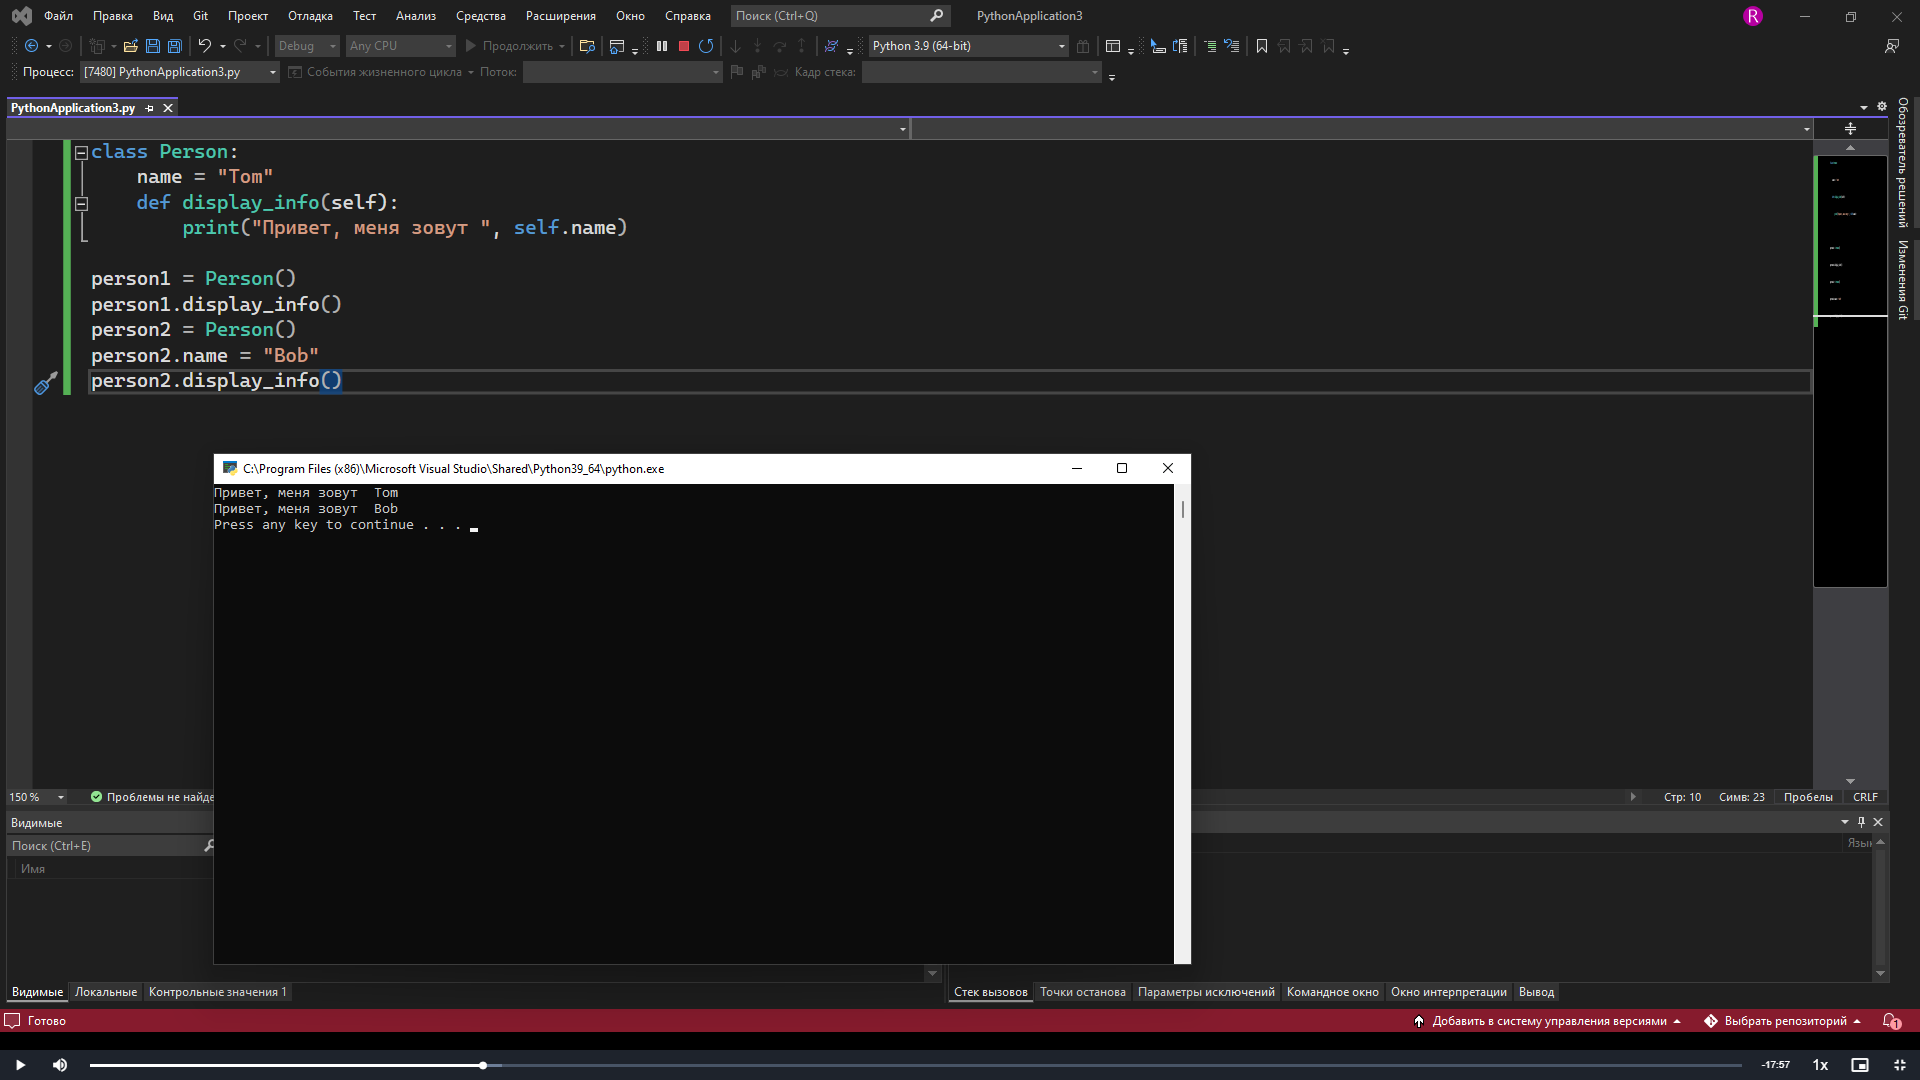 Файл Правка Вид Git Проект Отладка Тест Анализ Средства Расширения Окно Справка Поиск (Ctrl+Q) PythonApplication3 R
Debug Any CPU Продолжить Python 3.9 (64-bit)
Процесс: [7480] PythonApplication3.py События жизненного цикла Поток: Кадр стека:
PythonApplication3.py
class Person:
name = "Tom"
def display_info(self):
print("Привет, меня зовут ", self.name)
person1 = Person()
person1.display_info()
person2 = Person()
person2.name = "Bob"
person2.display_info()
Обозреватель решений
Изменения Git
C:\Program Files (x86)\Microsoft Visual Studio\Shared\Python39_64\python.exe
Привет, меня зовут  Tom
Привет, меня зовут  Bob
Press any key to continue . . .
150 % Проблемы не найде Стр: 10 Симв: 23 Пробелы CRLF
Видимые
Поиск (Ctrl+E) Язык
Имя
Видимые Локальные Контрольные значения 1 Стек вызовов Точки останова Параметры исключений Командное окно Окно интерпретации Вывод
Готово Добавить в систему управления версиями Выбрать репозиторий 1
-17:57 1x